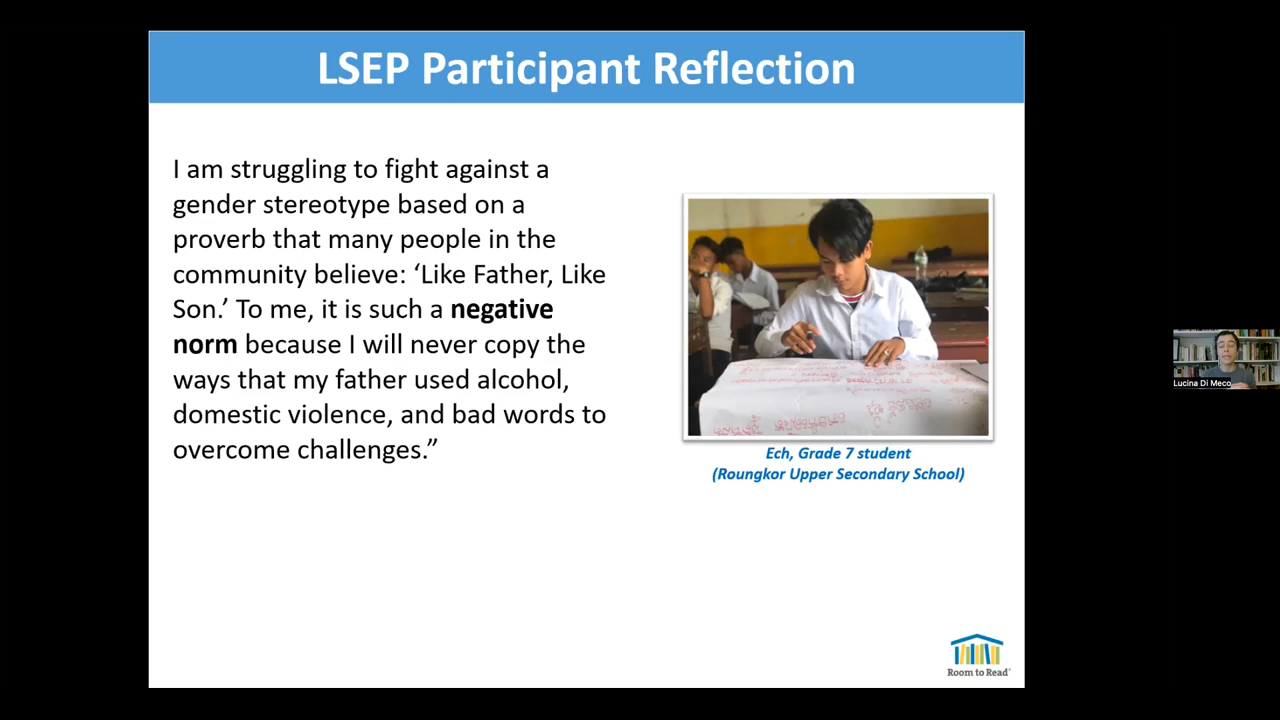 LSEP Participant Reflection
I am struggling to fight against a
gender stereotype based on a
proverb that many people in the
community believe: ‘Like Father, Like
Son.’ To me, it is such a negative
norm because I will never copy the
ways that my father used alcohol,
domestic violence, and bad words to
overcome challenges.”
Ech, Grade 7 student
(Roungkor Upper Secondary School)
Room to Read
Lucina Di Meco